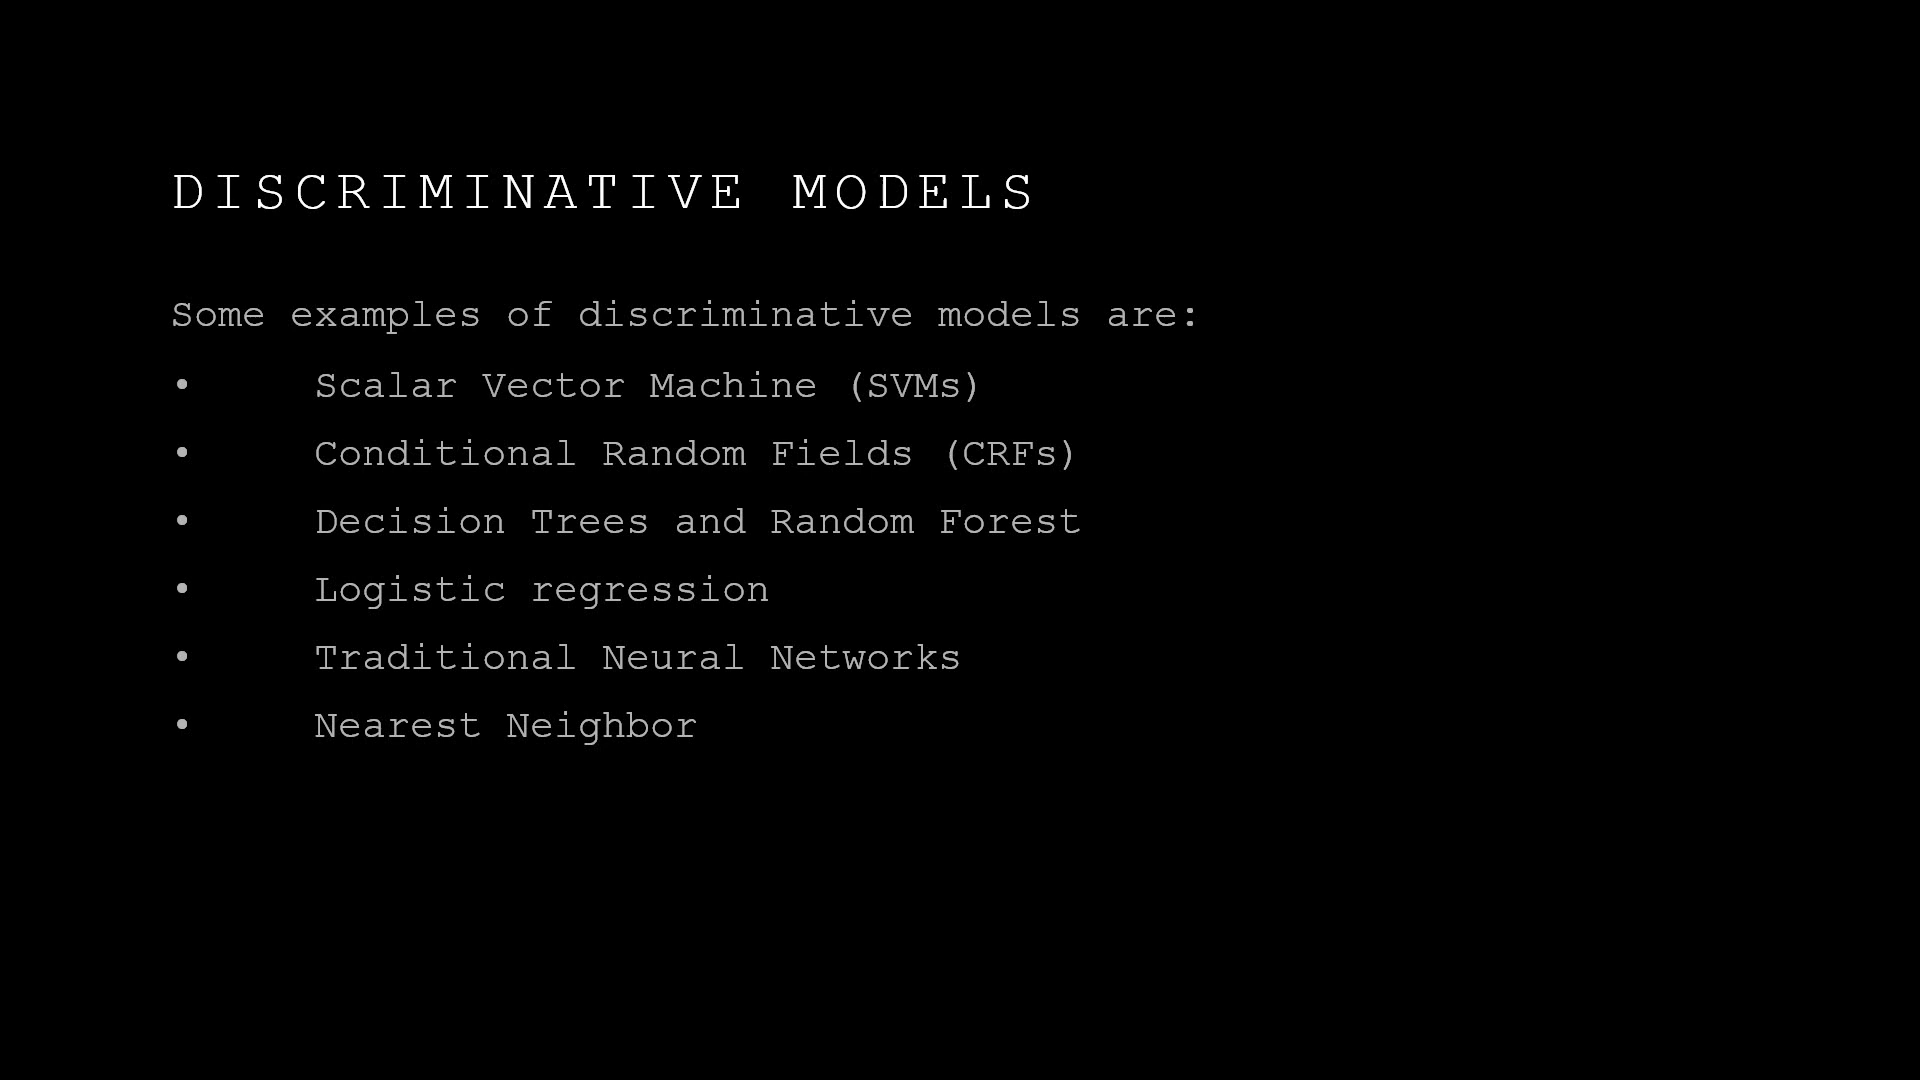 DISCRIMINATIVE MODELS
Some examples of discriminative models are:
• Scalar Vector Machine (SVMs)
• Conditional Random Fields (CRFs)
• Decision Trees and Random Forest
• Logistic regression
• Traditional Neural Networks
• Nearest Neighbor